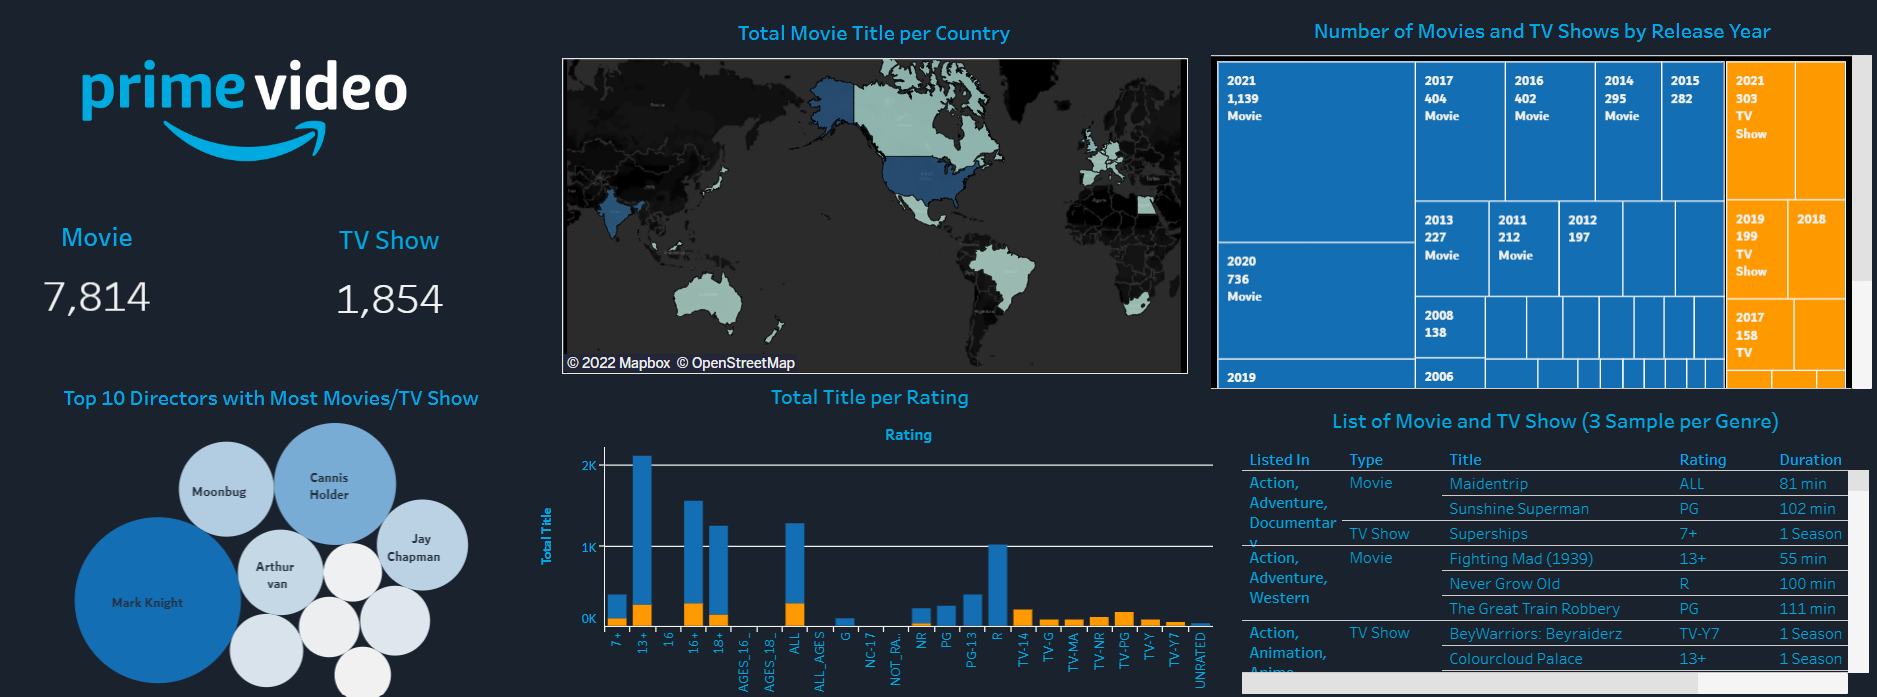 prime video
Movie
7,814
TV Show
1,854
Top 10 Directors with Most Movies/TV Show
Moonbug
Cannis
Holder
Jay
Chapman
Arthur
van
Mark Knight
Total Movie Title per Country
© 2022 Mapbox © OpenStreetMap
Total Title per Rating
Rating
Total Title
2K
1K
0K
7+
13+
16
16+
18+
AGES_16_
AGES_18_
ALL
ALL_AGES
G
NC-17
NOT_RA..
NR
PG
PG-13
R
TV-14
TV-G
TV-MA
TV-NR
TV-PG
TV-Y
TV-Y7
UNRATED
Number of Movies and TV Shows by Release Year
2021
1,139
Movie
2020
736
Movie
2019
2017
404
Movie
2016
402
Movie
2014
295
Movie
2015
282
2013
227
Movie
2011
212
Movie
2012
197
2008
138
2006
2021
303
TV
Show
2019
199
TV
Show
2018
2017
158
TV
List of Movie and TV Show (3 Sample per Genre)
Listed In Type Title Rating Duration
Action,
Adventure,
Documentar
Movie Maidentrip ALL 81 min
Sunshine Superman PG 102 min
TV Show Superships 7+ 1 Season
Action,
Adventure,
Western
Movie Fighting Mad (1939) 13+ 55 min
Never Grow Old R 100 min
The Great Train Robbery PG 111 min
Action,
Animation,
TV Show BeyWarriors: Beyraiderz TV-Y7 1 Season
Colourcloud Palace 13+ 1 Season